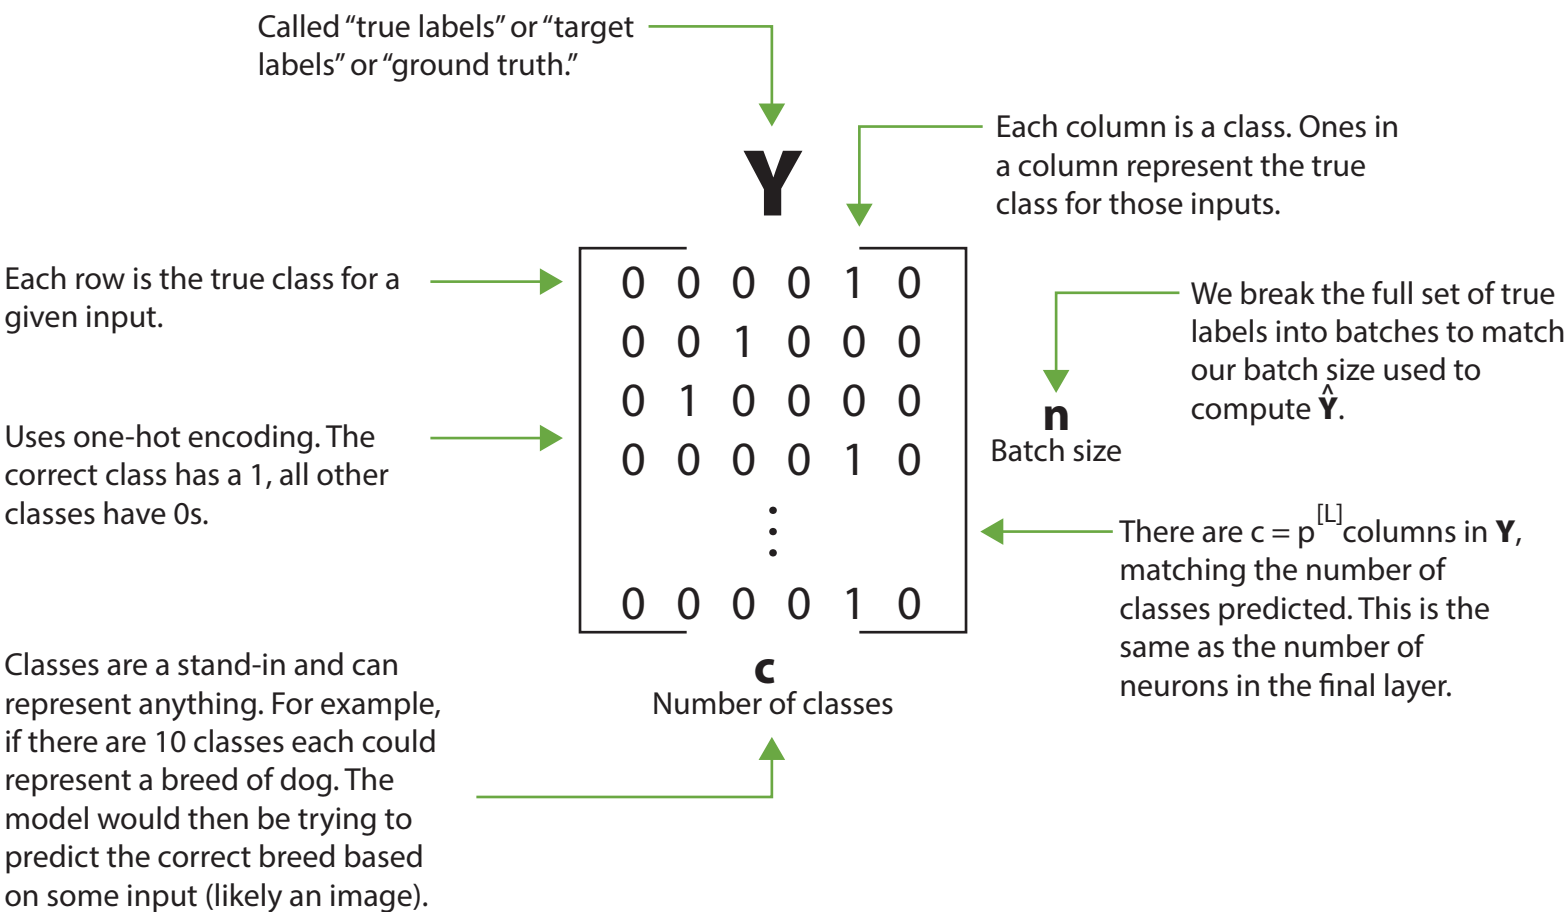 Called “true labels” or “target
labels” or “ground truth.”
Each column is a class. Ones in
a column represent the true
class for those inputs.
Y
Each row is the true class for a
given input.
Uses one-hot encoding. The
correct class has a 1, all other
classes have 0s.
0 0 0 0 1 0
0 0 1 0 0 0
0 1 0 0 0 0
0 0 0 0 1 0
⋮
0 0 0 0 1 0
We break the full set of true
labels into batches to match
our batch size used to
compute Ŷ.
n
Batch size
There are c = p^[L] columns in Y,
matching the number of
classes predicted. This is the
same as the number of
neurons in the final layer.
c
Number of classes
Classes are a stand-in and can
represent anything. For example,
if there are 10 classes each could
represent a breed of dog. The
model would then be trying to
predict the correct breed based
on some input (likely an image).